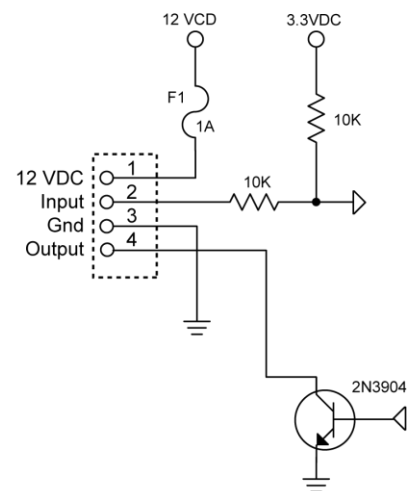 12 VCD
3.3VDC
F1
1A
10K
12 VDC
1
10K
Input
2
Gnd
3
Output
4
2N3904